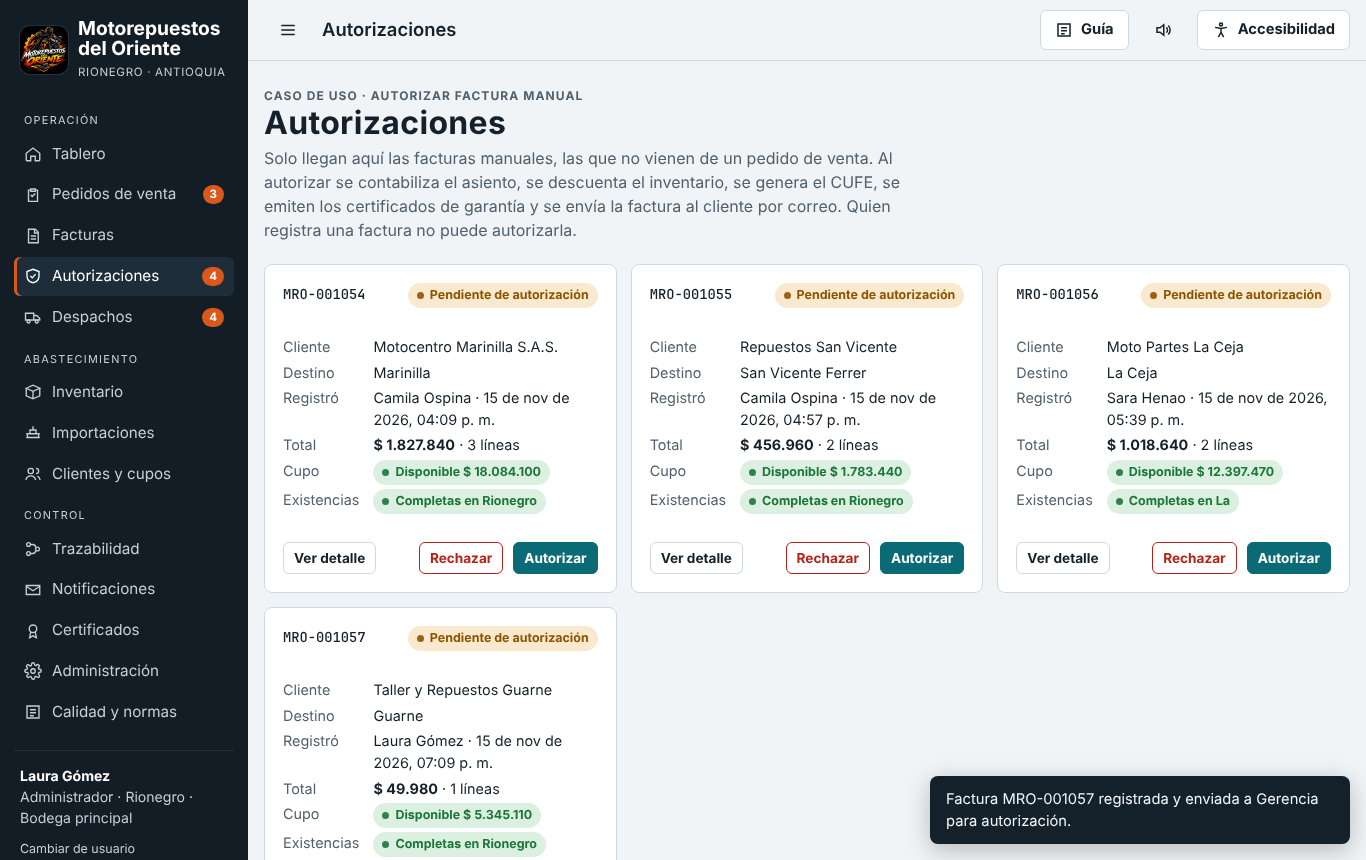 Motorepuestos
del Oriente
RIONEGRO · ANTIOQUIA
OPERACIÓN
Tablero
Pedidos de venta 3
Facturas
Autorizaciones 4
Despachos 4
ABASTECIMIENTO
Inventario
Importaciones
Clientes y cupos
CONTROL
Trazabilidad
Notificaciones
Certificados
Administración
Calidad y normas
Laura Gómez
Administrador · Rionegro ·
Bodega principal
Cambiar de usuario
Autorizaciones
Guía
Accesibilidad
CASO DE USO · AUTORIZAR FACTURA MANUAL
Autorizaciones
Solo llegan aquí las facturas manuales, las que no vienen de un pedido de venta. Al
autorizar se contabiliza el asiento, se descuenta el inventario, se genera el CUFE, se
emiten los certificados de garantía y se envía la factura al cliente por correo. Quien
registra una factura no puede autorizarla.
MRO-001054 Pendiente de autorización
Cliente Motocentro Marinilla S.A.S.
Destino Marinilla
Registró Camila Ospina · 15 de nov de
2026, 04:09 p. m.
Total $ 1.827.840 · 3 líneas
Cupo Disponible $ 18.084.100
Existencias Completas en Rionegro
Ver detalle Rechazar Autorizar
MRO-001055 Pendiente de autorización
Cliente Repuestos San Vicente
Destino San Vicente Ferrer
Registró Camila Ospina · 15 de nov de
2026, 04:57 p. m.
Total $ 456.960 · 2 líneas
Cupo Disponible $ 1.783.440
Existencias Completas en Rionegro
Ver detalle Rechazar Autorizar
MRO-001056 Pendiente de autorización
Cliente Moto Partes La Ceja
Destino La Ceja
Registró Sara Henao · 15 de nov de 2026,
05:39 p. m.
Total $ 1.018.640 · 2 líneas
Cupo Disponible $ 12.397.470
Existencias Completas en La
Ver detalle Rechazar Autorizar
MRO-001057 Pendiente de autorización
Cliente Taller y Repuestos Guarne
Destino Guarne
Registró Laura Gómez · 15 de nov de
2026, 07:09 p. m.
Total $ 49.980 · 1 líneas
Cupo Disponible $ 5.345.110
Existencias Completas en Rionegro
Factura MRO-001057 registrada y enviada a Gerencia
para autorización.